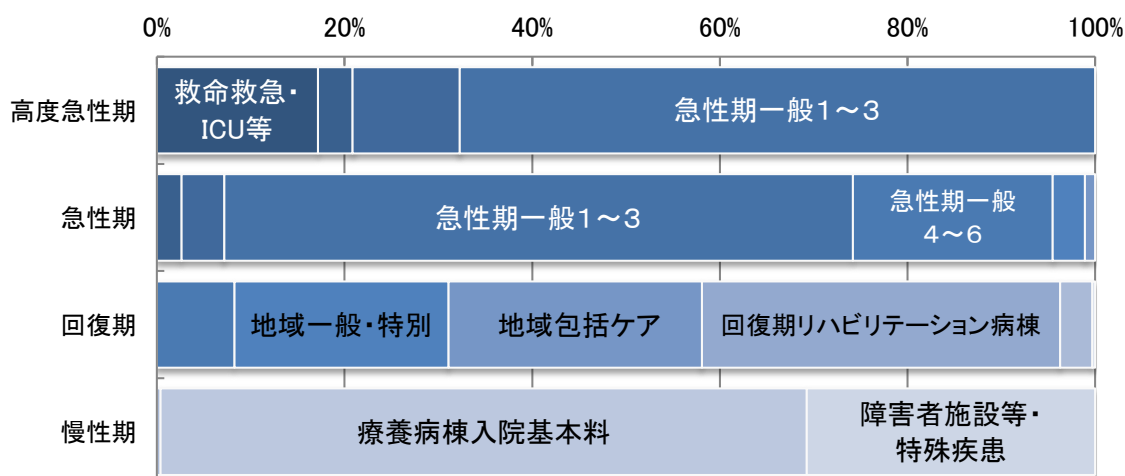 0% 20% 40% 60% 80% 100%
高度急性期
救命救急・
ICU等
急性期一般１～３
急性期
急性期一般１～３
急性期一般
４～６
回復期
地域一般・特別
地域包括ケア
回復期リハビリテーション病棟
慢性期
療養病棟入院基本料
障害者施設等・
特殊疾患